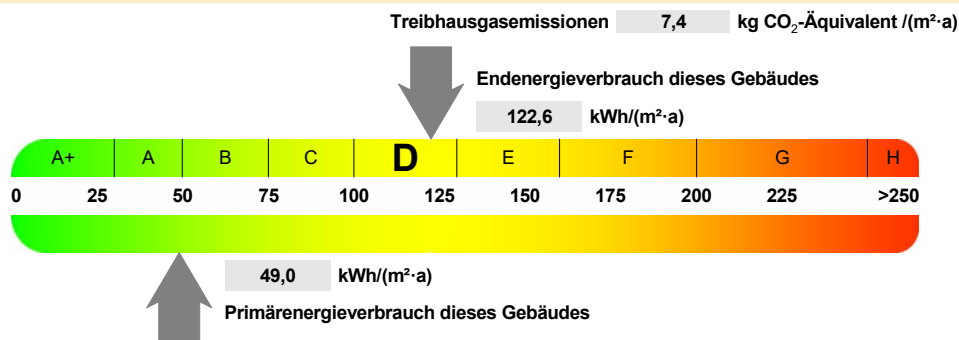 Treibhausgasemissionen 7,4 kg CO₂-Äquivalent /(m²·a)
Endenergieverbrauch dieses Gebäudes
122,6 kWh/(m²·a)
A+ A B C D E F G H
0 25 50 75 100 125 150 175 200 225 >250
49,0 kWh/(m²·a)
Primärenergieverbrauch dieses Gebäudes